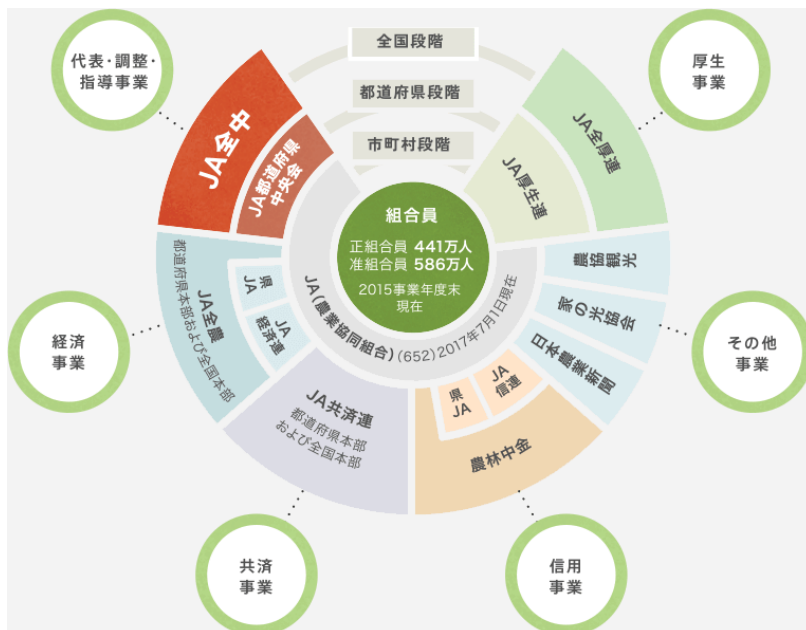 代表・調整・
指導事業
全国段階
都道府県段階
市町村段階
厚生
事業
JA全中
JA都道府県
中央会
JA厚生連
JA全厚連
組合員
正組合員 441万人
准組合員 586万人
2015事業年度末
現在
JA(農業協同組合)(652)2017年7月1日現在
JA全農
都道府県本部および全国本部
県
JA
JA
経済連
経済
事業
農協観光
家の光協会
日本農業新聞
その他
事業
JA共済連
都道府県本部
および全国本部
県
JA
JA
信連
農林中金
共済
事業
信用
事業